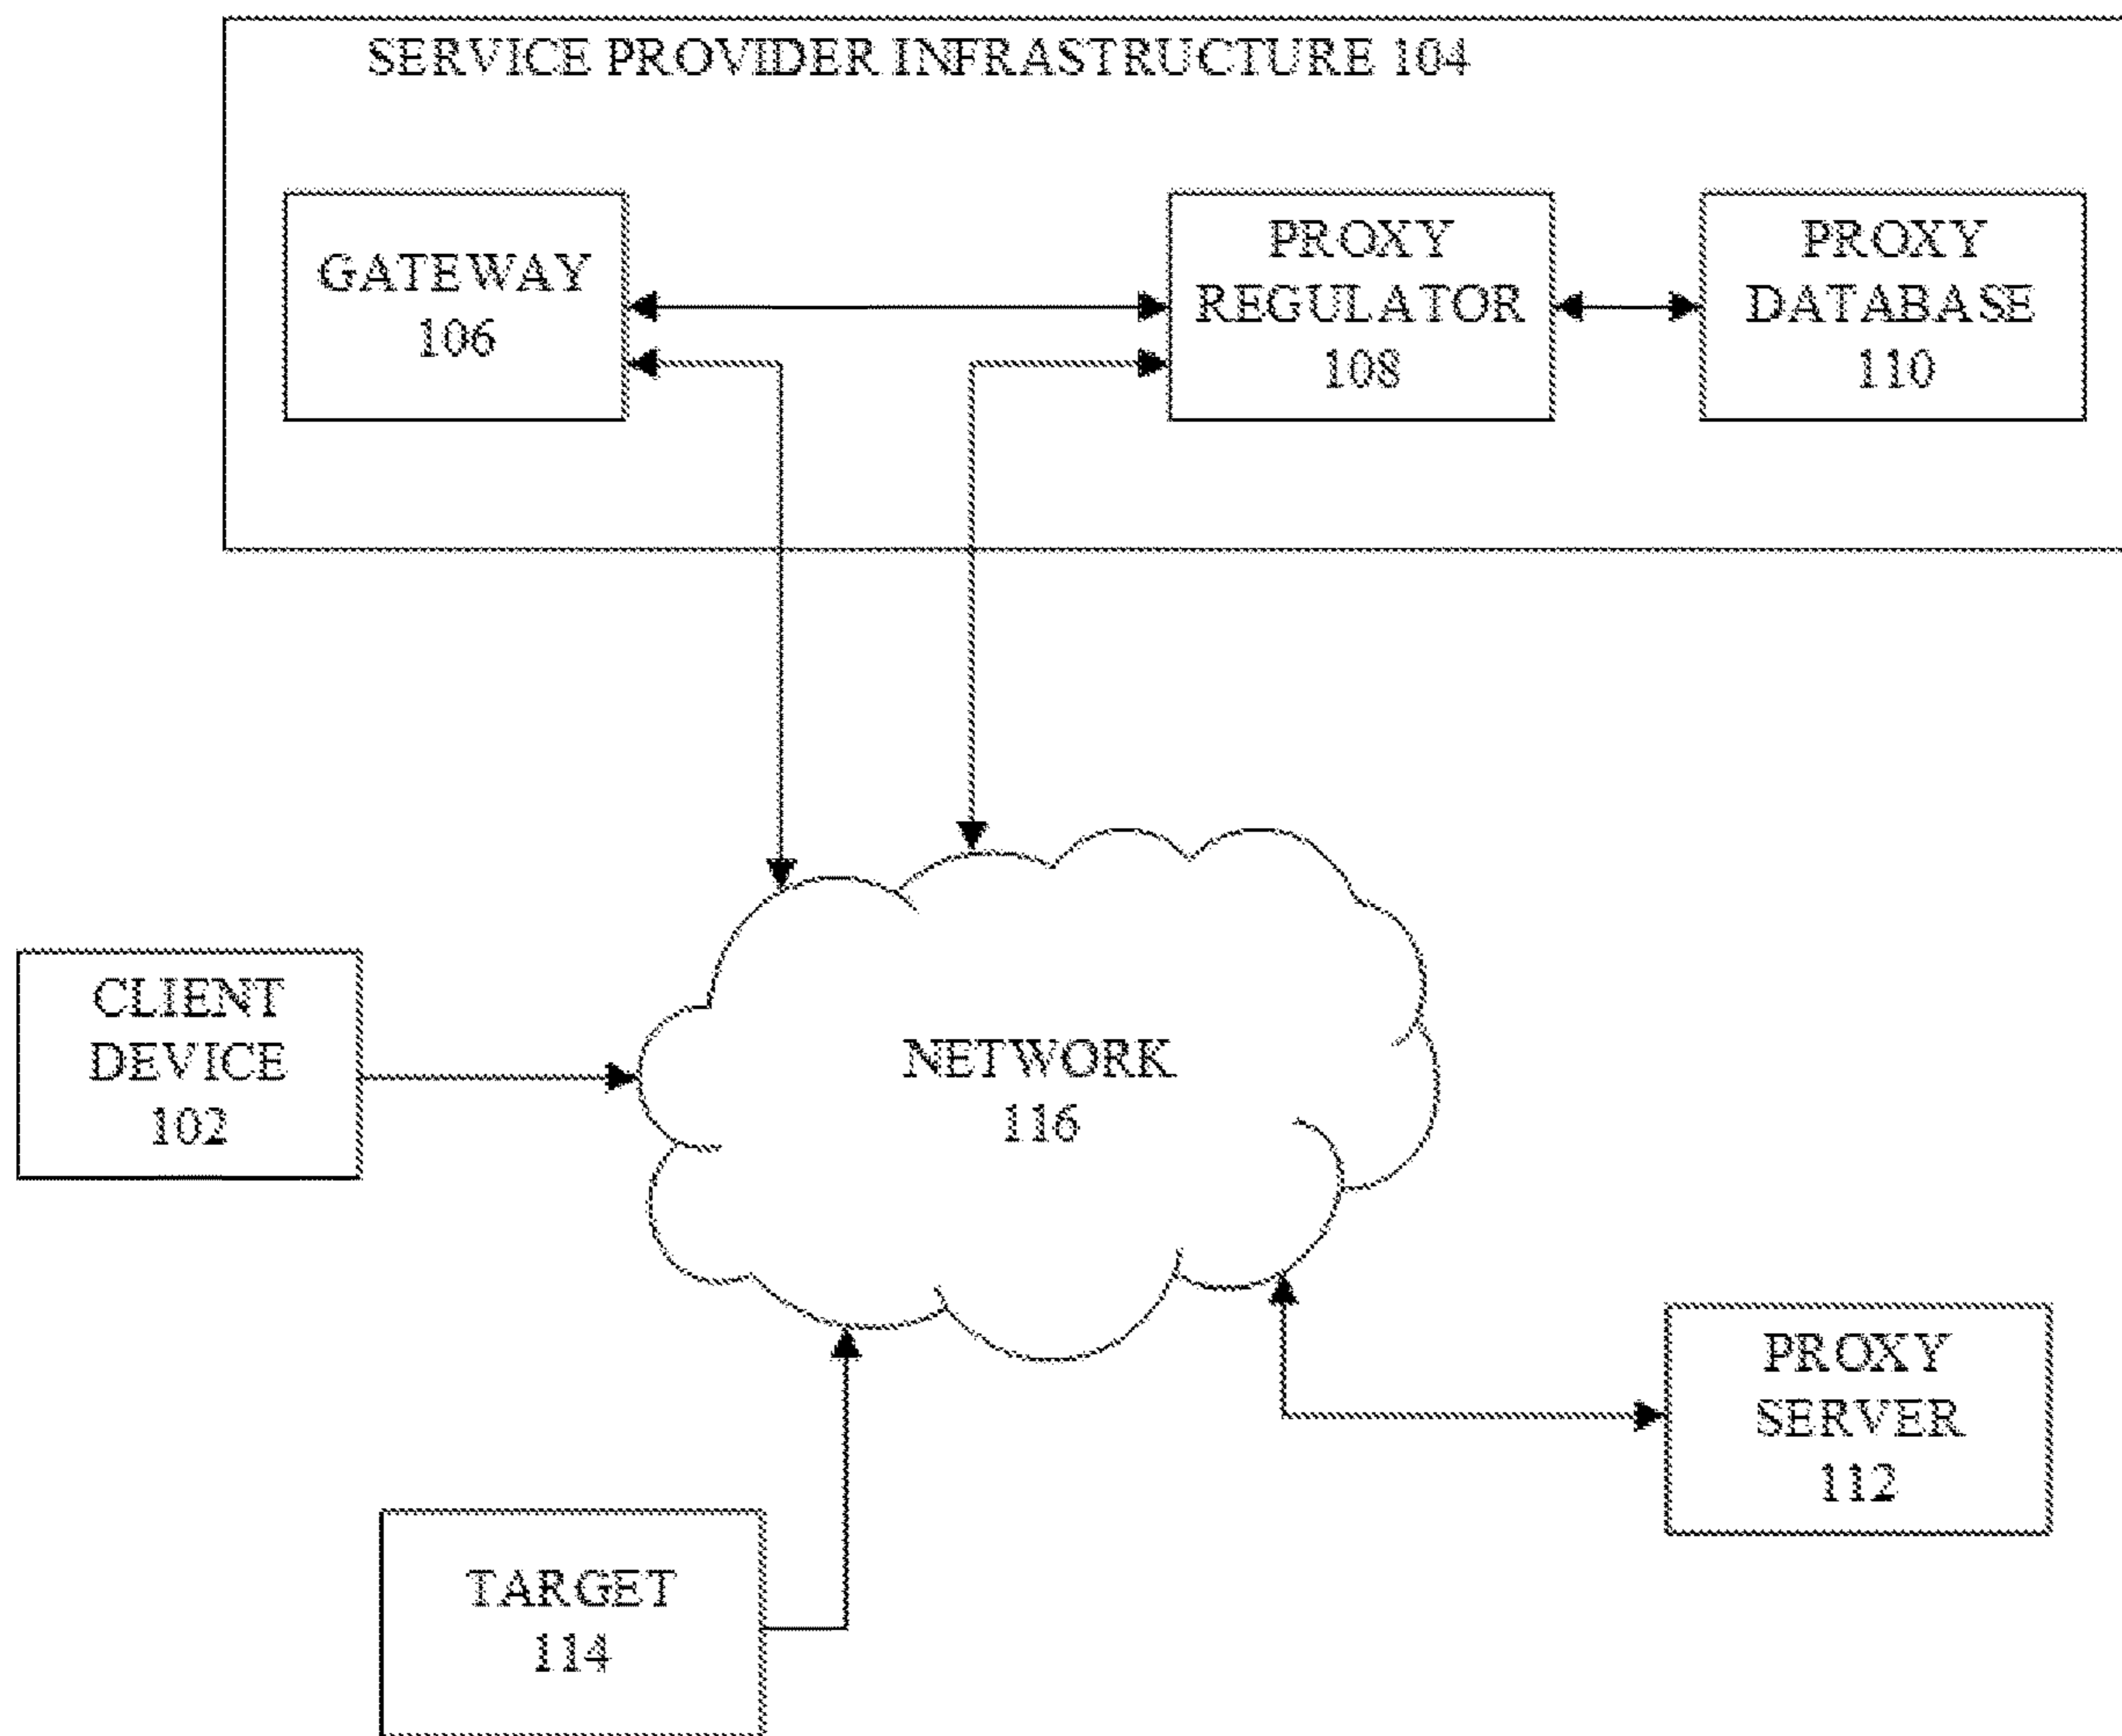 SERVICE PROVIDER INFRASTRUCTURE 104
GATEWAY
106
PROXY
REGULATOR
108
PROXY
DATABASE
110
CLIENT
DEVICE
102
NETWORK
116
PROXY
SERVER
112
TARGET
114